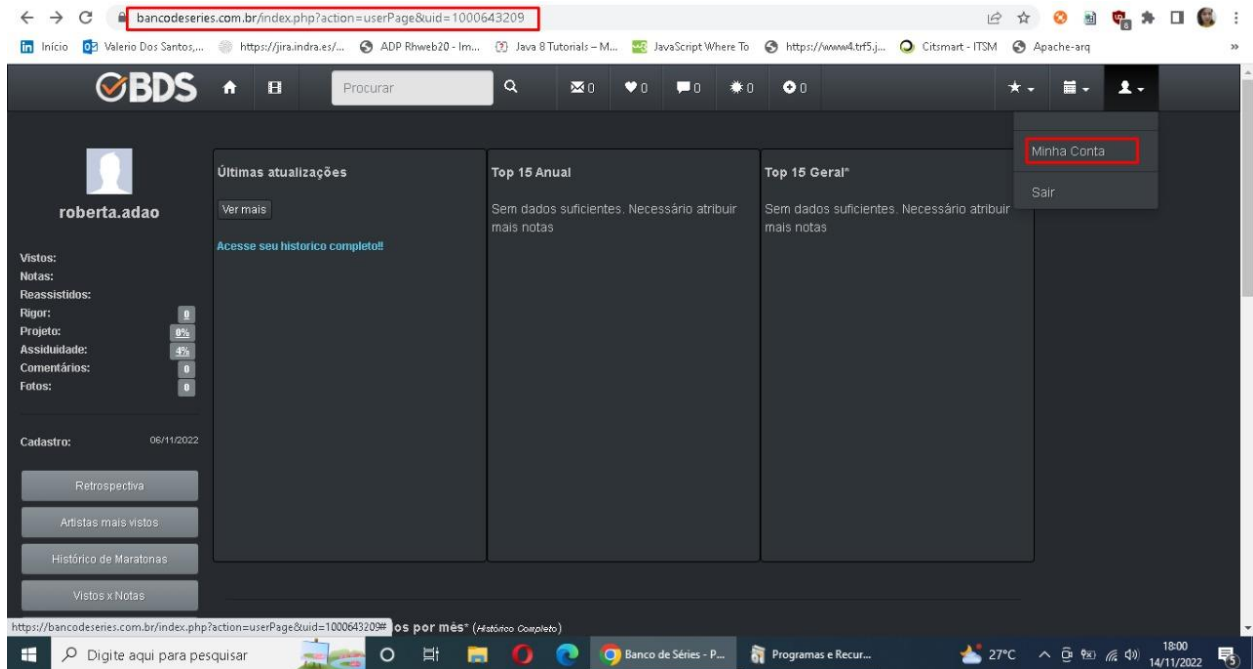 bancodeseries.com.br/index.php?action=userPage&uid=1000643209
Início
Valerio Dos Santos,...
https://jira.indra.es/...
ADP Rhweb20 - Im...
Java 8 Tutorials – M...
JavaScript Where To
https://www4.trf5.j...
Citsmart - ITSM
Apache-arq
»
BDS
Procurar
0
0
0
0
0
Minha Conta
Sair
roberta.adao
Vistos:
Notas:
Reassistidos:
Rigor: 0
Projeto: 0%
Assiduidade: 4%
Comentários: 0
Fotos: 0
Cadastro: 06/11/2022
Retrospectiva
Artistas mais vistos
Histórico de Maratonas
Vistos x Notas
Últimas atualizações
Ver mais
Acesse seu historico completo!!
Top 15 Anual
Sem dados suficientes. Necessário atribuir
mais notas
Top 15 Geral*
Sem dados suficientes. Necessário atribuir
mais notas
os por mês* (Histórico Completo)
https://bancodeseries.com.br/index.php?action=userPage&uid=1000643209#
Digite aqui para pesquisar
Banco de Séries - P...
Programas e Recur...
27°C
18:00
14/11/2022